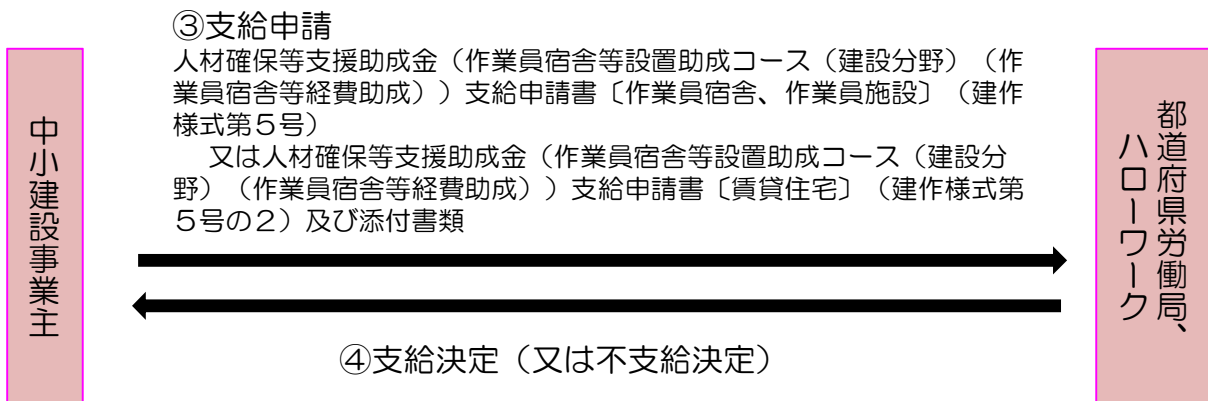 ③支給申請
人材確保等支援助成金（作業員宿舎等設置助成コース（建設分野）（作
業員宿舎等経費助成））支給申請書〔作業員宿舎、作業員施設〕（建作
様式第５号）
又は人材確保等支援助成金（作業員宿舎等設置助成コース（建設分
野）（作業員宿舎等経費助成））支給申請書〔賃貸住宅〕（建作様式第
５号の２）及び添付書類
中小建設事業主
都道府県労働局、
ハローワーク
④支給決定（又は不支給決定）